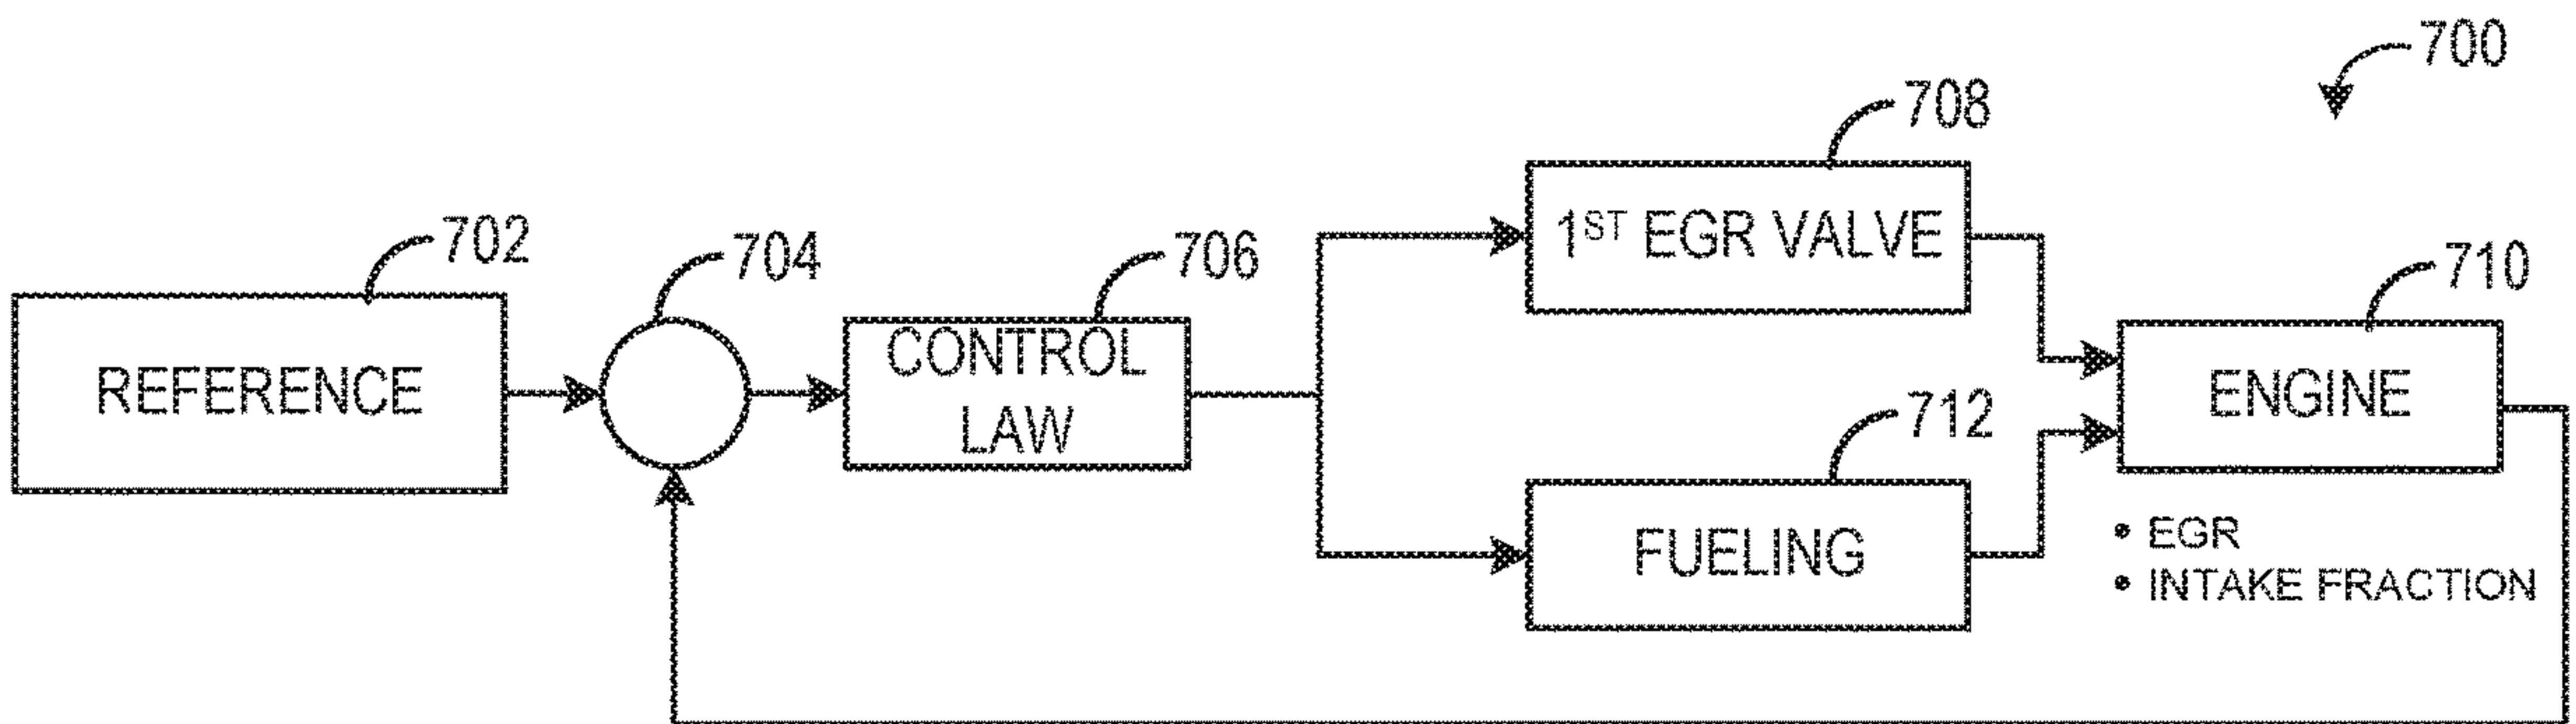 700
708
1ST EGR VALVE
710
702
704
706
REFERENCE
CONTROL
LAW
ENGINE
712
FUELING
• EGR
• INTAKE FRACTION